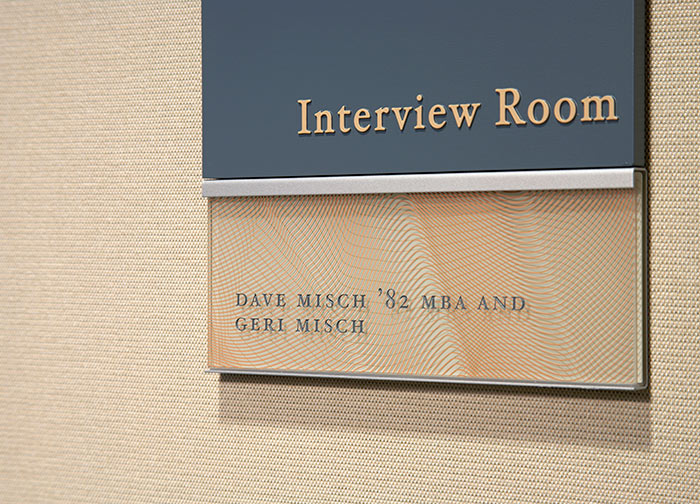 Interview Room
DAVE MISCH ’82 MBA AND
GERI MISCH